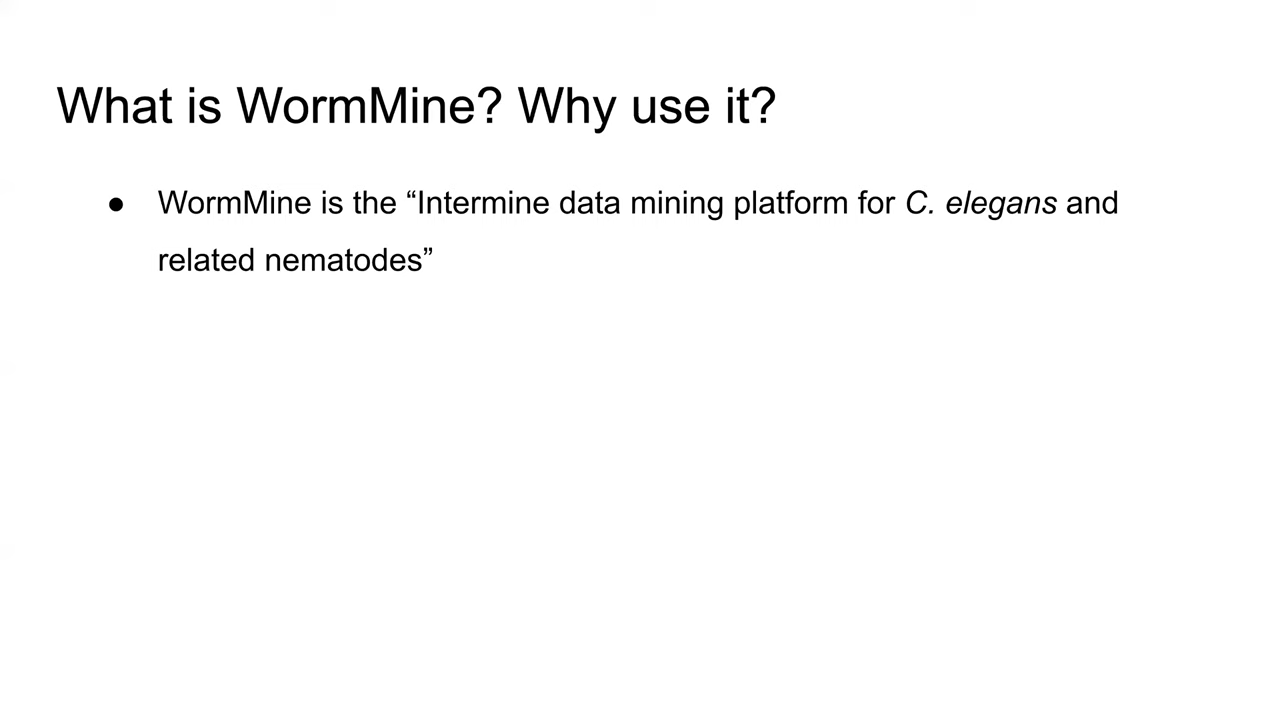 What is WormMine? Why use it?
● WormMine is the “Intermine data mining platform for C. elegans and
related nematodes”